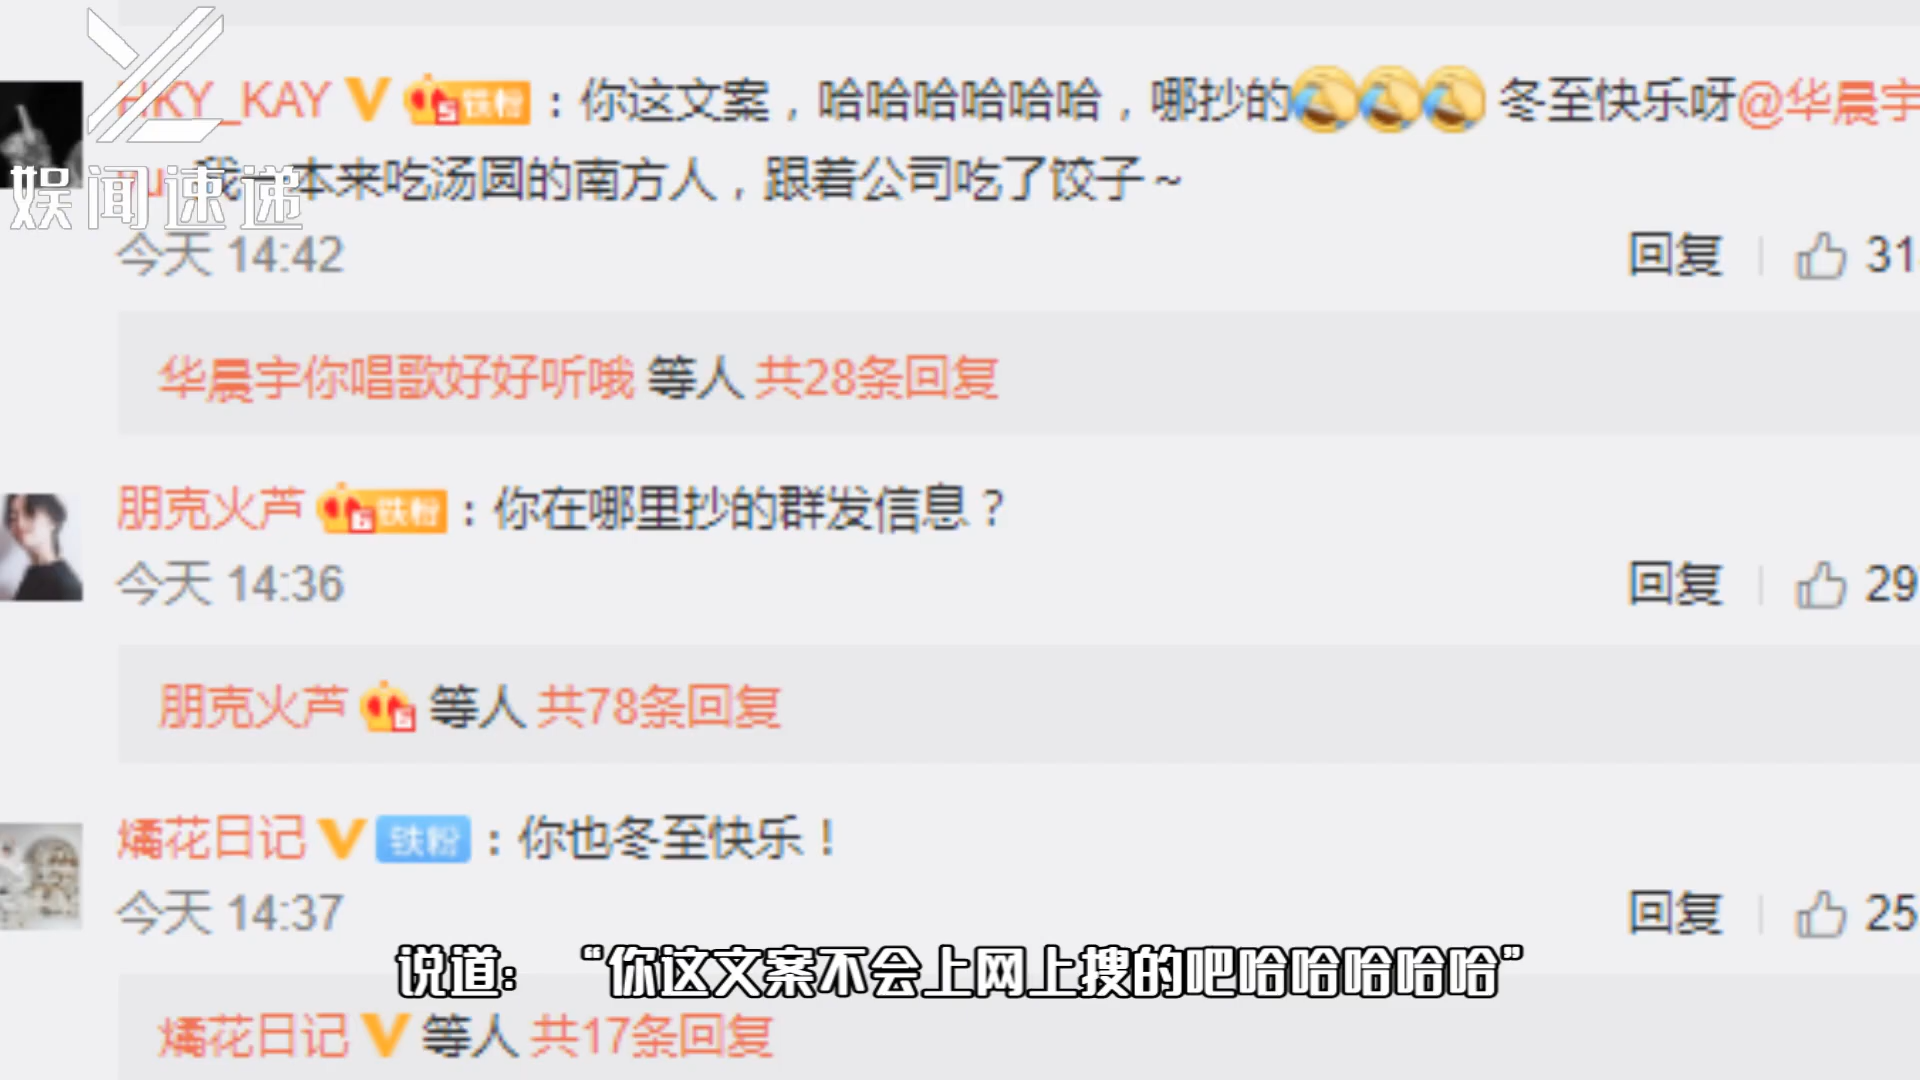 HKY_KAY 铁粉：你这文案，哈哈哈哈哈哈，哪抄的 冬至快乐呀@华晨宇
我一本来吃汤圆的南方人，跟着公司吃了饺子~
娱闻速递
今天 14:42
回复 31
华晨宇你唱歌好好听哦 等人 共28条回复
朋克火芦 铁粉：你在哪里抄的群发信息？
今天 14:36
回复 29
朋克火芦 等人 共78条回复
燏花日记 铁粉：你也冬至快乐！
今天 14:37
回复 25
说道：“你这文案不会上网上搜的吧哈哈哈哈哈”
燏花日记 等人 共17条回复